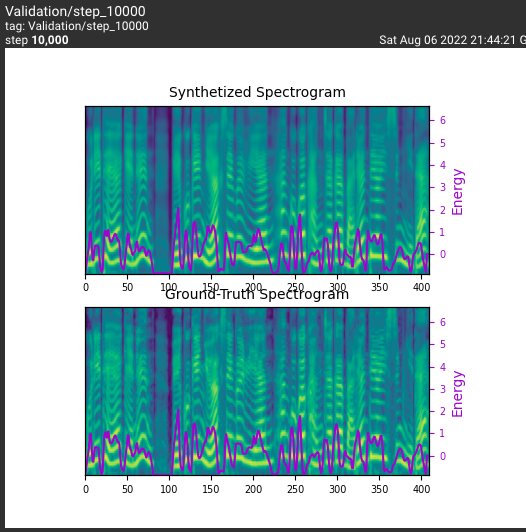 Validation/step_10000
tag: Validation/step_10000
step 10,000
Sat Aug 06 2022 21:44:21 G
Synthetized Spectrogram
6
5
4
3
2
1
0
Energy
0 50 100 150 200 250 300 350 400
Ground-Truth Spectrogram
6
5
4
3
2
1
0
Energy
0 50 100 150 200 250 300 350 400